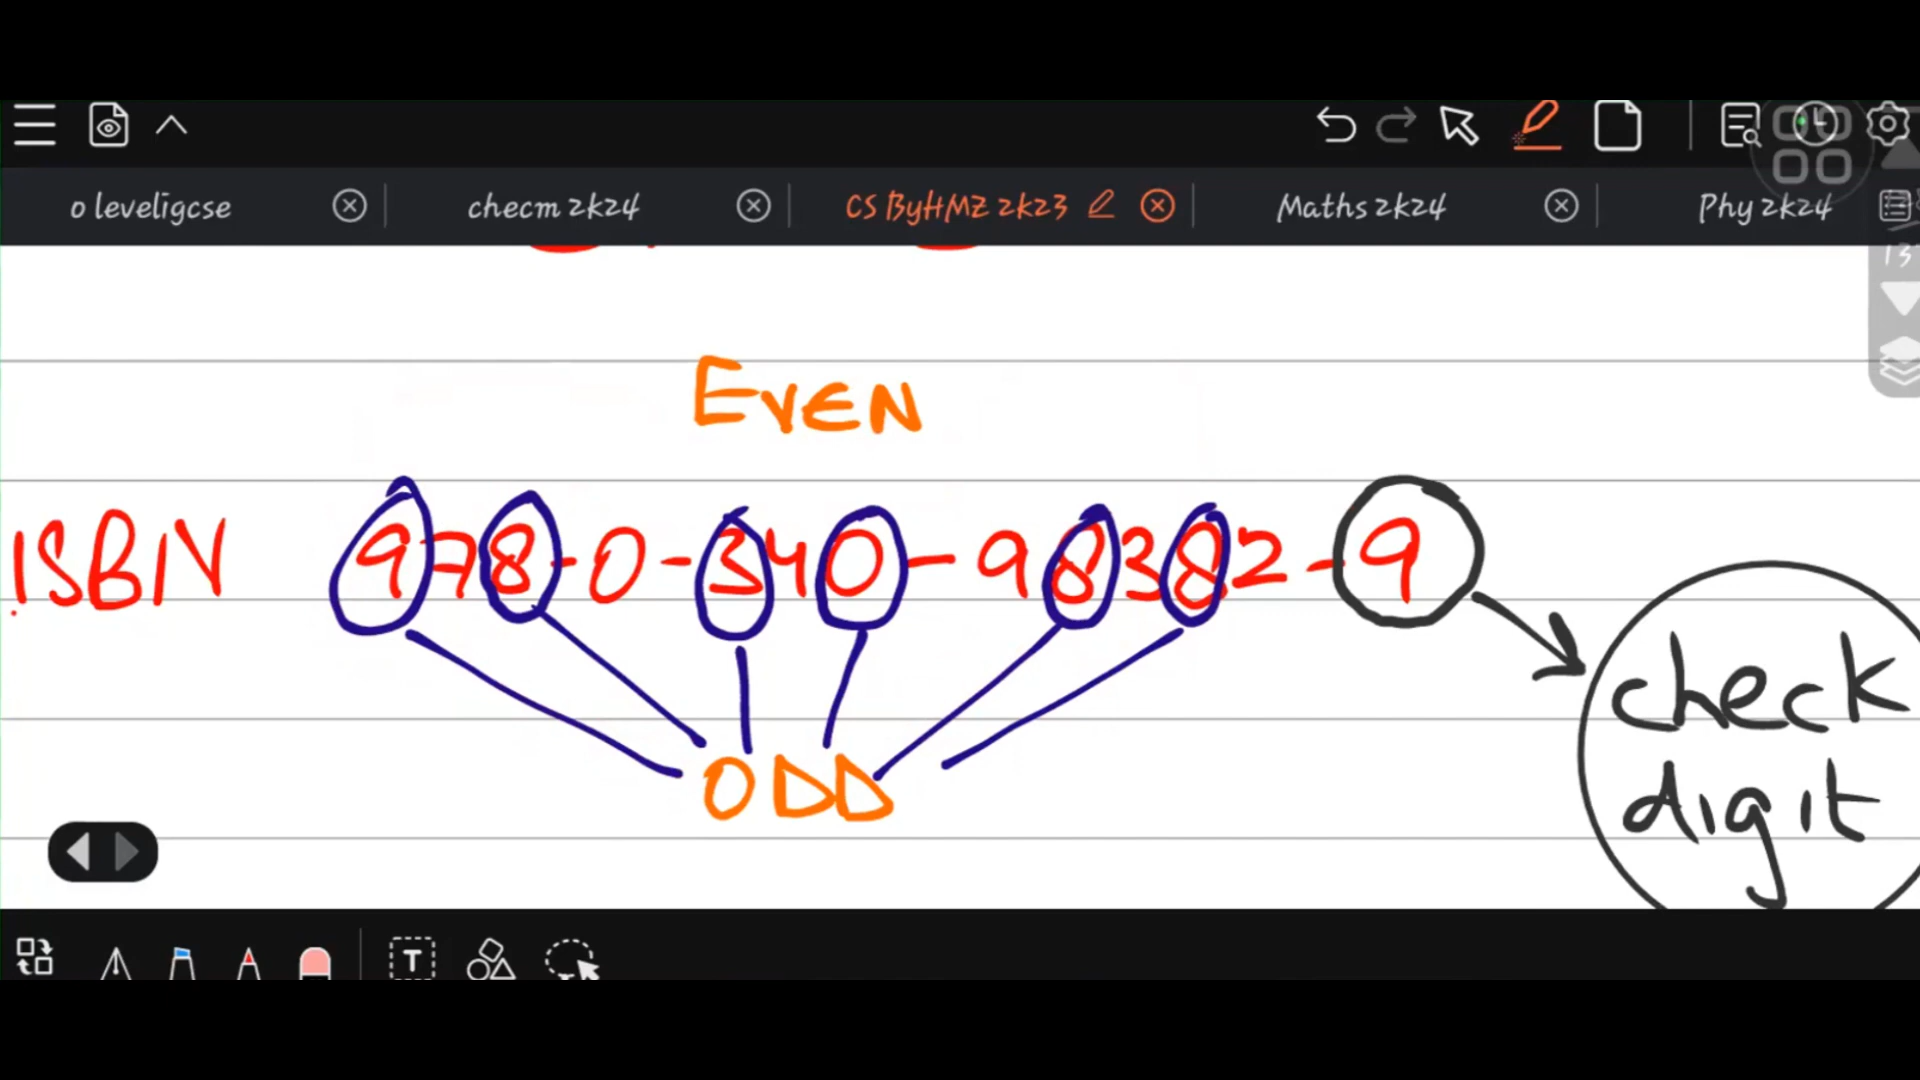 o leveligcse checm 2k24 CS ByHMZ 2k23 Maths 2k24 Phy 2k24
13
EVEN
ISBN 978-0-340-98382-9
check
digit
ODD
T